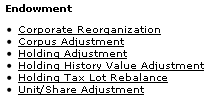 Endowment
Corporate Reorganization
Corpus Adjustment
Holding Adjustment
Holding History Value Adjustment
Holding Tax Lot Rebalance
Unit/Share Adjustment